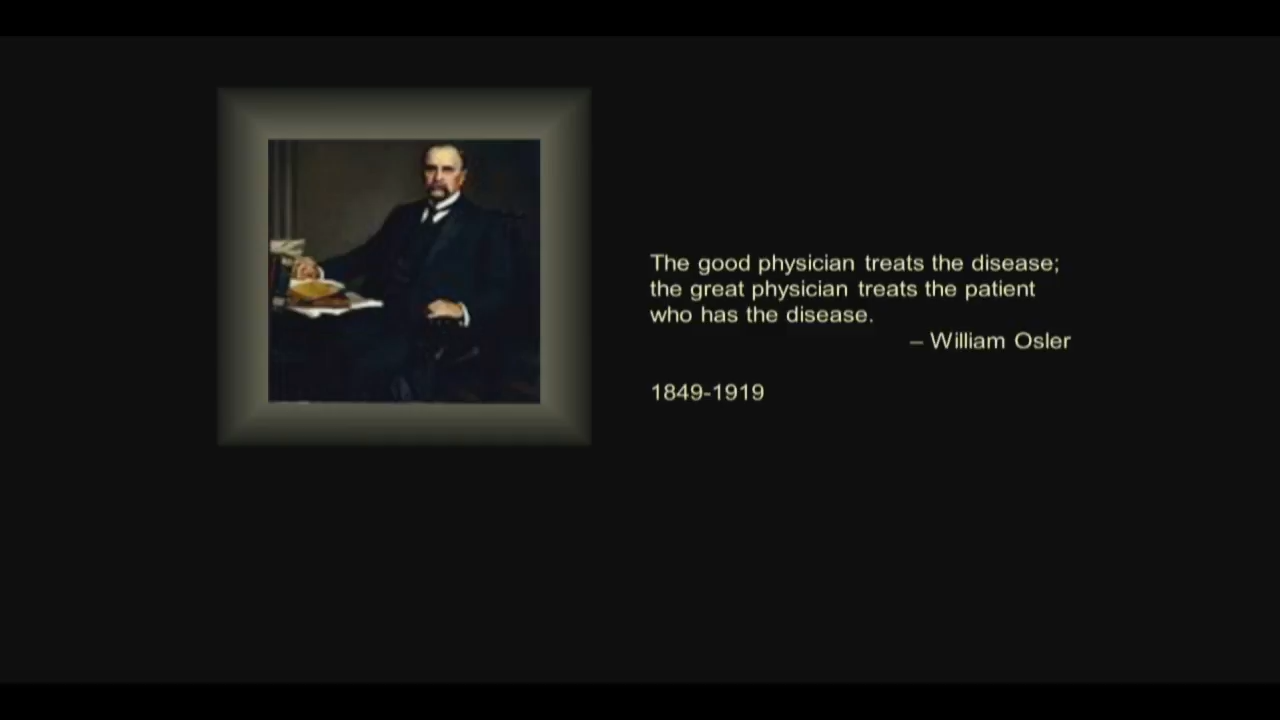 The good physician treats the disease;
the great physician treats the patient
who has the disease.
– William Osler
1849-1919